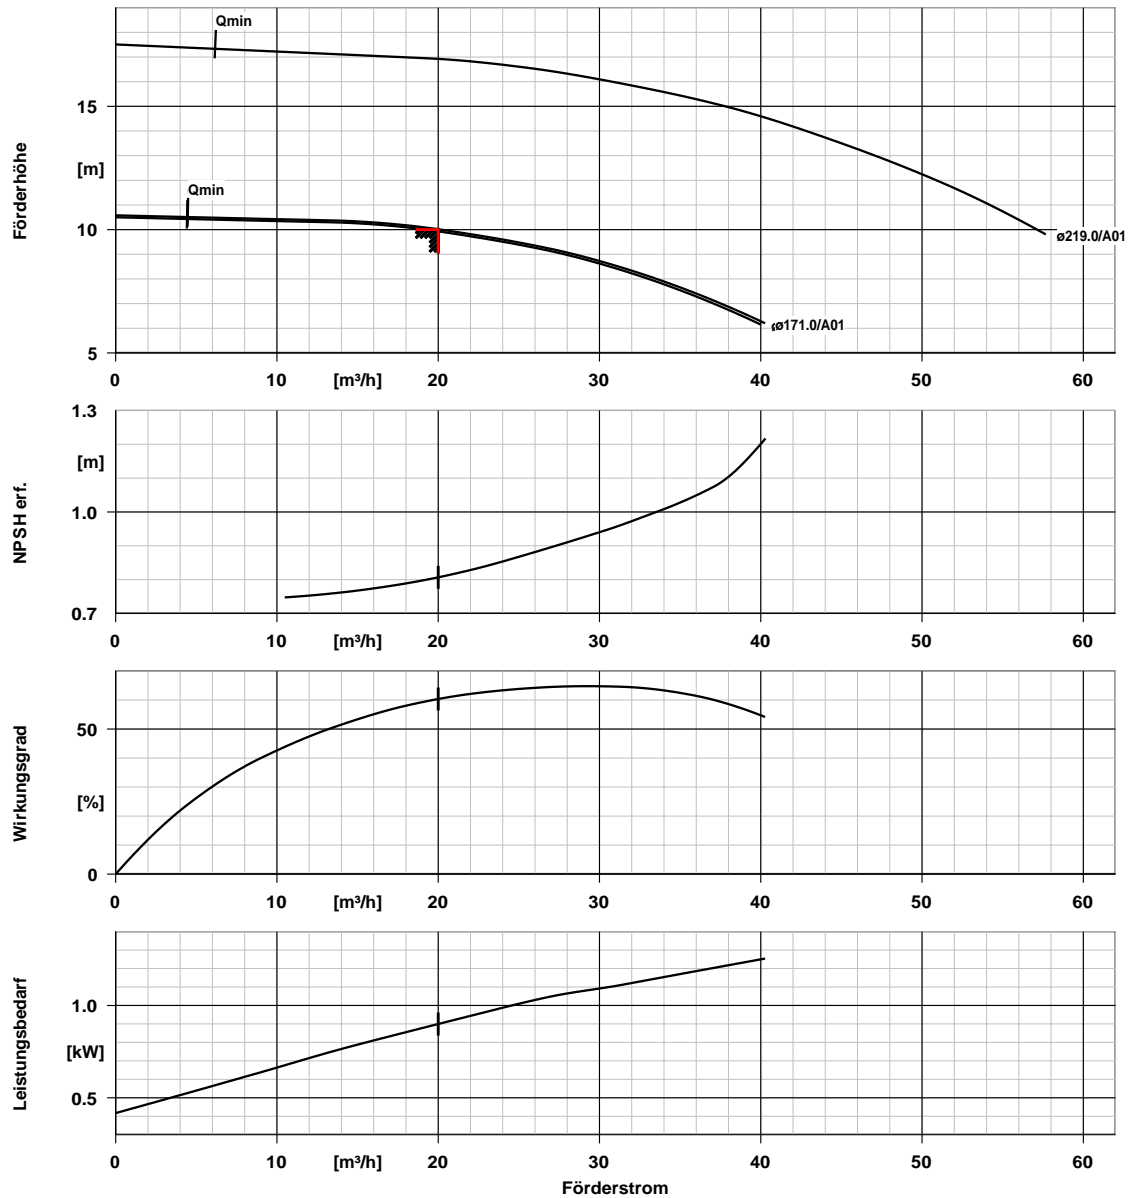 Qmin
15
Förderhöhe
[m]
Qmin
10
ø219.0/A01
ø171.0/A01
5
0 10 [m³/h] 20 30 40 50 60
1.3
[m]
NPSH erf.
1.0
0.7
0 10 [m³/h] 20 30 40 50 60
50
Wirkungsgrad
[%]
0
0 10 [m³/h] 20 30 40 50 60
1.0
Leistungsbedarf
[kW]
0.5
0 10 [m³/h] 20 30 40 50 60
Förderstrom